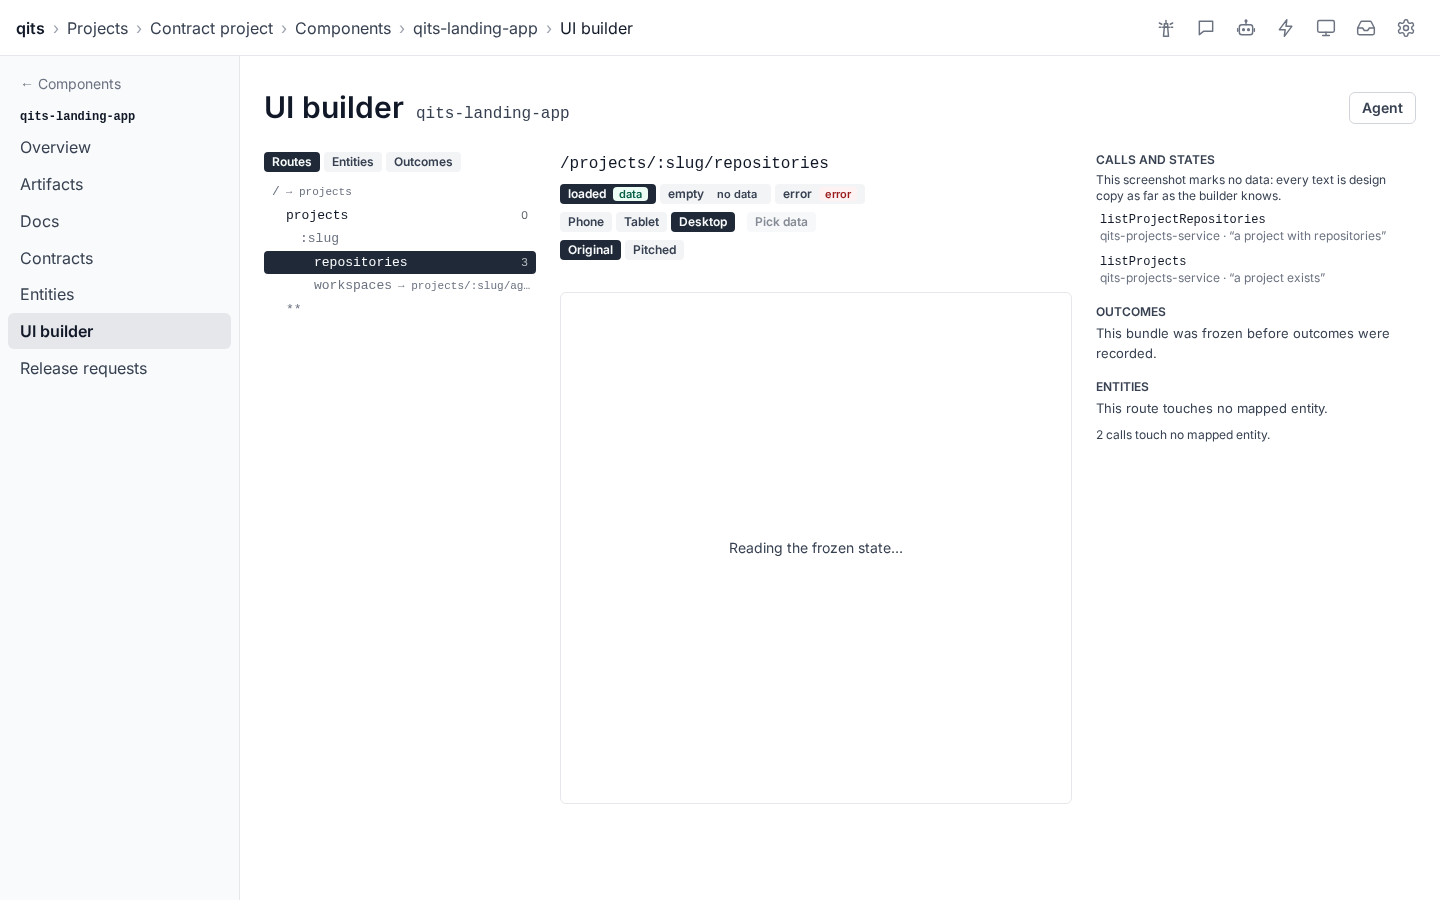 qits › Projects › Contract project › Components › qits-landing-app › UI builder
← Components
qits-landing-app
Overview
Artifacts
Docs
Contracts
Entities
UI builder
Release requests
UI builder qits-landing-app
Agent
Routes Entities Outcomes
/ → projects
projects 0
:slug
repositories 3
workspaces → projects/:slug/ag…
**
/projects/:slug/repositories
loaded data empty no data error error
Phone Tablet Desktop Pick data
Original Pitched
Reading the frozen state…
CALLS AND STATES
This screenshot marks no data: every text is design
copy as far as the builder knows.
listProjectRepositories
qits-projects-service · “a project with repositories”
listProjects
qits-projects-service · “a project exists”
OUTCOMES
This bundle was frozen before outcomes were
recorded.
ENTITIES
This route touches no mapped entity.
2 calls touch no mapped entity.